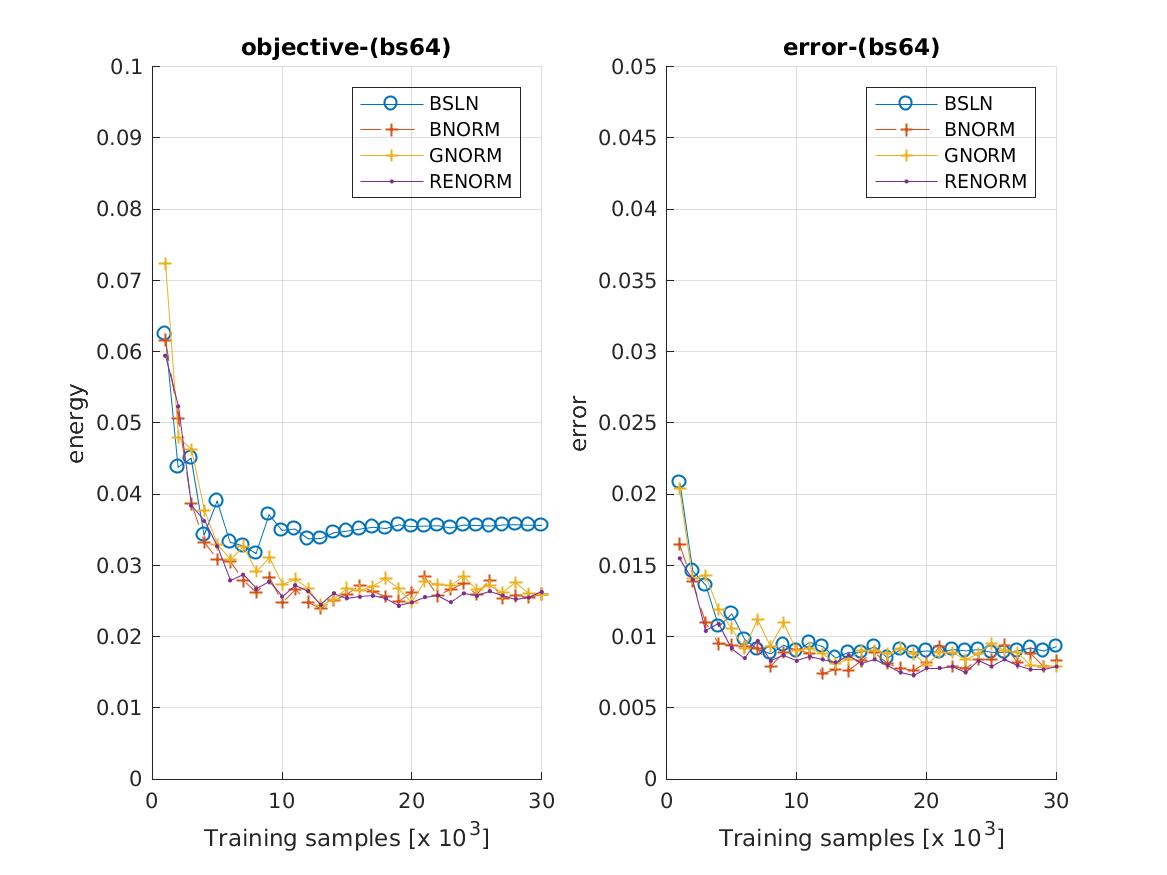 objective-(bs64)
energy
0.1
0.09
0.08
0.07
0.06
0.05
0.04
0.03
0.02
0.01
0
BSLN
BNORM
GNORM
RENORM
0 10 20 30
Training samples [x 10^3]
error-(bs64)
error
0.05
0.045
0.04
0.035
0.03
0.025
0.02
0.015
0.01
0.005
0
BSLN
BNORM
GNORM
RENORM
0 10 20 30
Training samples [x 10^3]